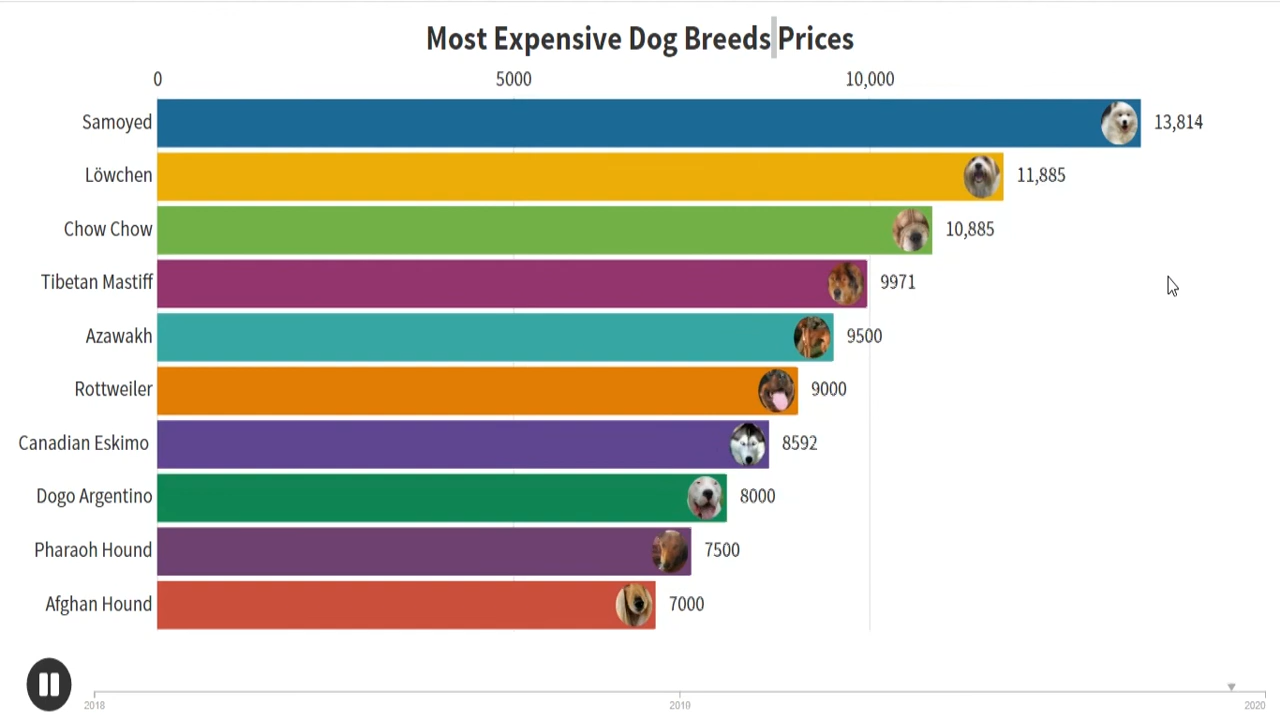 Most Expensive Dog Breeds Prices
0 5000 10,000
Samoyed 13,814
Löwchen 11,885
Chow Chow 10,885
Tibetan Mastiff 9971
Azawakh 9500
Rottweiler 9000
Canadian Eskimo 8592
Dogo Argentino 8000
Pharaoh Hound 7500
Afghan Hound 7000
2018 2019 2020